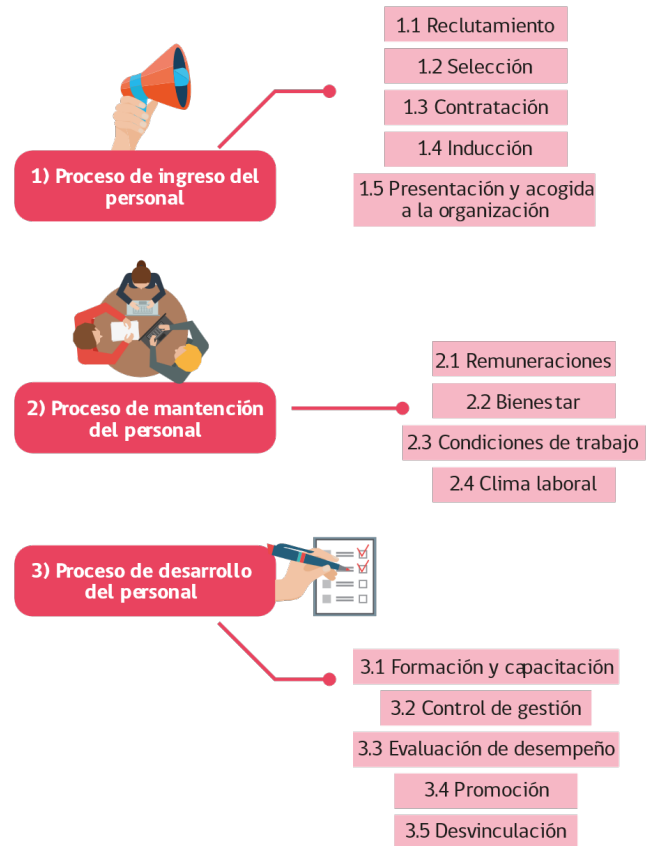 1) Proceso de ingreso del
personal
1.1 Reclutamiento
1.2 Selección
1.3 Contratación
1.4 Inducción
1.5 Presentación y acogida
a la organización
2) Proceso de mantención
del personal
2.1 Remuneraciones
2.2 Bienestar
2.3 Condiciones de trabajo
2.4 Clima laboral
3) Proceso de desarrollo
del personal
3.1 Formación y capacitación
3.2 Control de gestión
3.3 Evaluación de desempeño
3.4 Promoción
3.5 Desvinculación